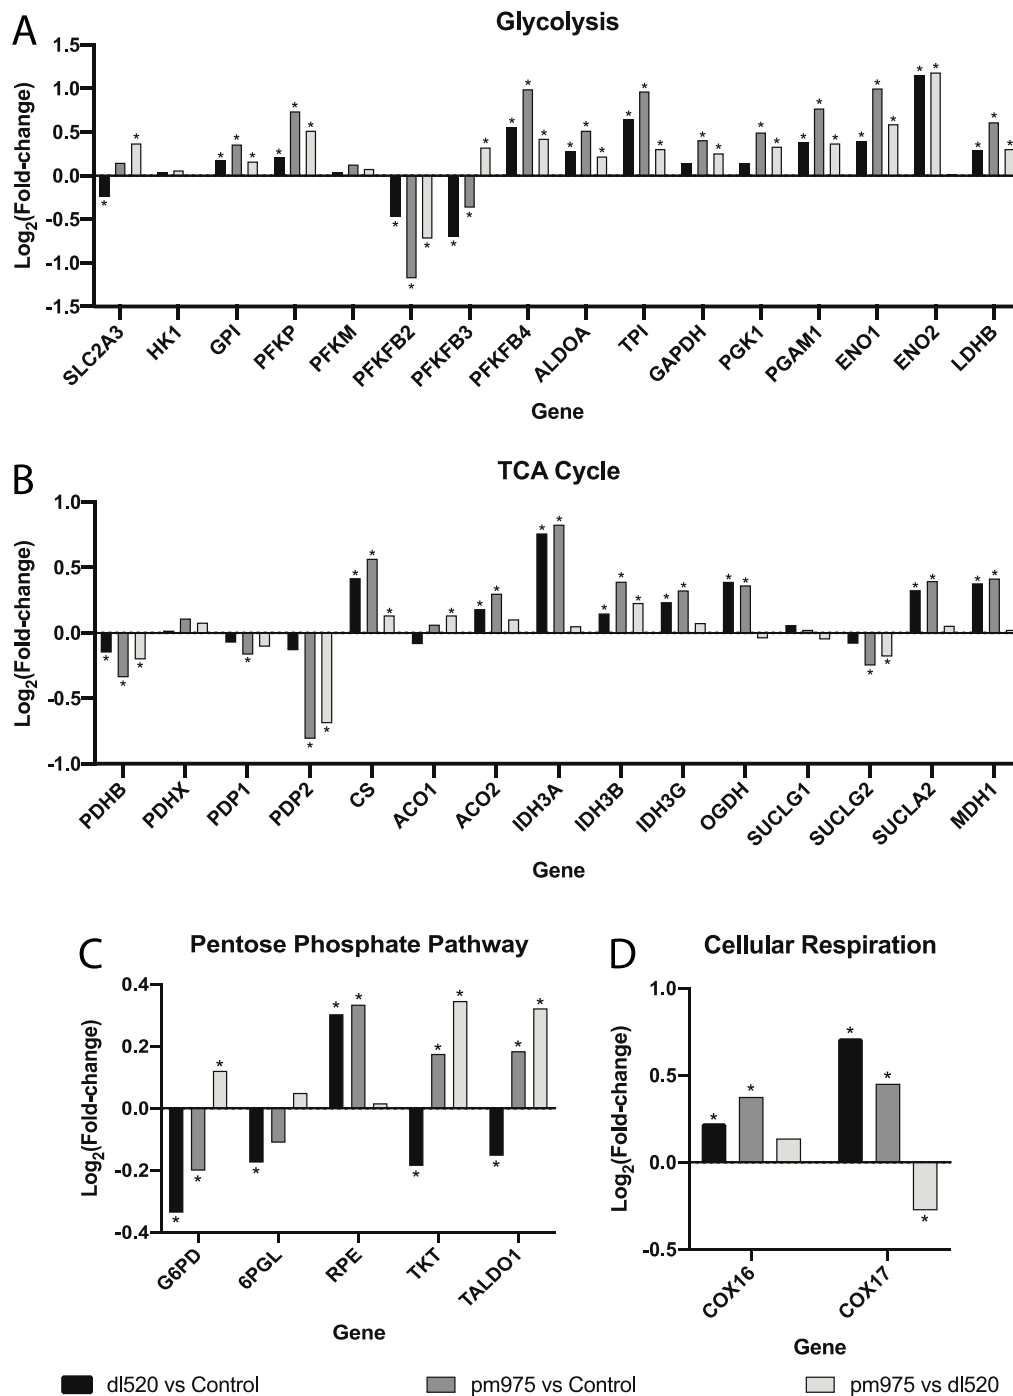 A
Glycolysis
Log2(Fold-change)
1.5
1.0
0.5
0.0
-0.5
-1.0
-1.5
SLC2A3 HK1 GPI PFKP PFKM PFKFB2 PFKFB3 PFKFB4 ALDOA TPI GAPDH PGK1 PGAM1 ENO1 ENO2 LDHB
Gene
B
TCA Cycle
Log2(Fold-change)
1.0
0.5
0.0
-0.5
-1.0
PDHB PDHX PDP1 PDP2 CS ACO1 ACO2 IDH3A IDH3B IDH3G OGDH SUCLG1 SUCLG2 SUCLA2 MDH1
Gene
C
Pentose Phosphate Pathway
Log2(Fold-change)
0.4
0.2
0.0
-0.2
-0.4
G6PD 6PGL RPE TKT TALDO1
Gene
D
Cellular Respiration
Log2(Fold-change)
1.0
0.5
0.0
-0.5
COX16 COX17
Gene
dl520 vs Control pm975 vs Control pm975 vs dl520